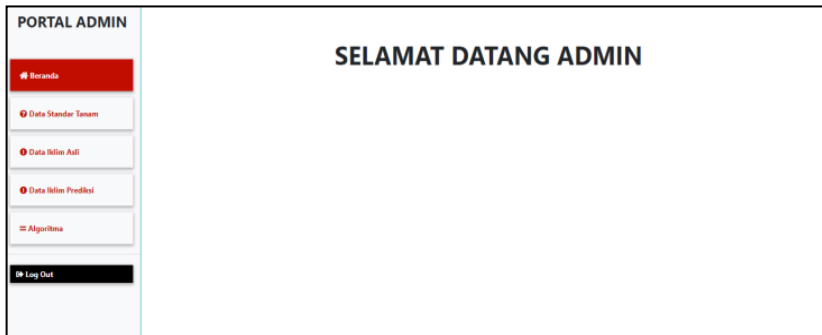 PORTAL ADMIN
SELAMAT DATANG ADMIN
Beranda
Data Standar Tanam
Data Iklim Asli
Data Iklim Prediksi
Algoritma
Log Out